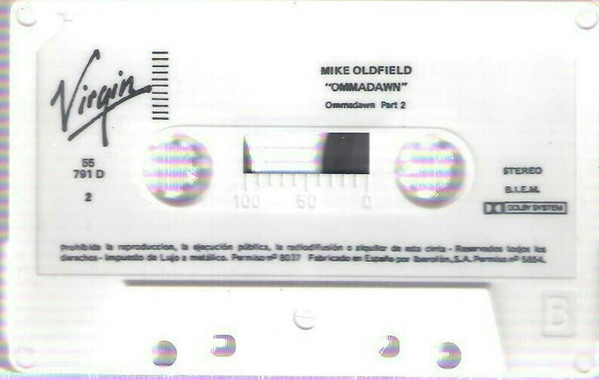 Virgin
MIKE OLDFIELD
"OMMADAWN"
Ommadawn Part 2
55
791 D
2
STEREO
B.I.E.M.
DOLBY SYSTEM
100 50 0
Prohibida la reproduccion, la ejecución pública, la radiodifusión o alquiler de esta cinta - Reservados todos los
derechos - Impuesto de Lujo a metálico. Permiso nº 8037 Fabricado en España por Iberofón, S.A. Permiso nº 5854.
B